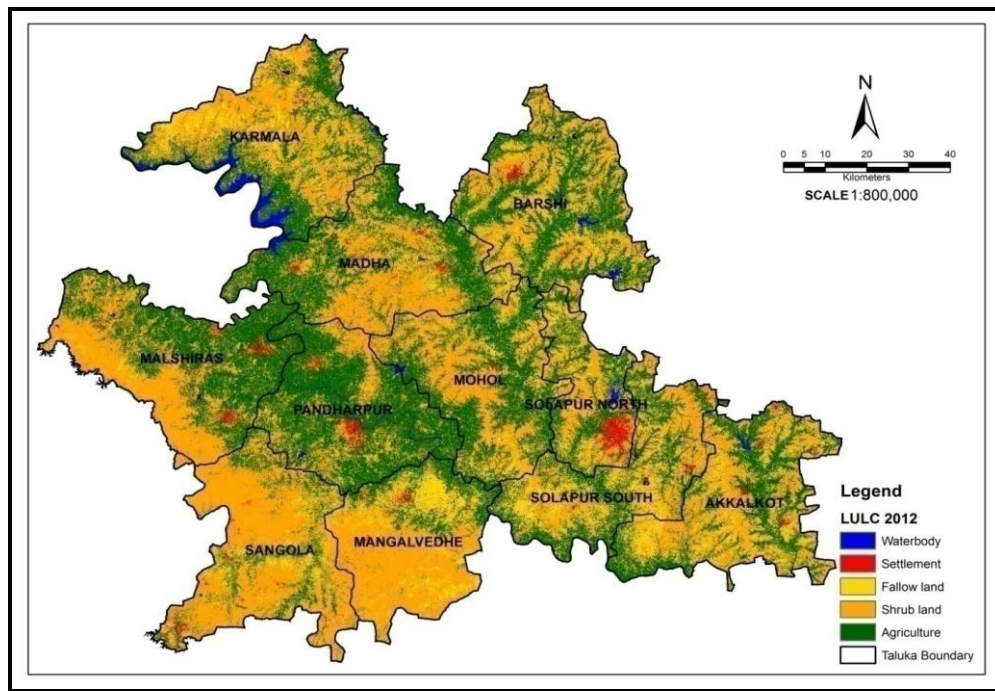 N
0 5 10 20 30 40
Kilometers
SCALE 1:800,000
KARMALA
BARSHI
MADHA
MALSHIRAS
MOHOL
PANDHARPUR
SOLAPUR NORTH
SOLAPUR SOUTH
AKKALKOT
MANGALVEDHE
SANGOLA
Legend
LULC 2012
Waterbody
Settlement
Fallow land
Shrub land
Agriculture
Taluka Boundary